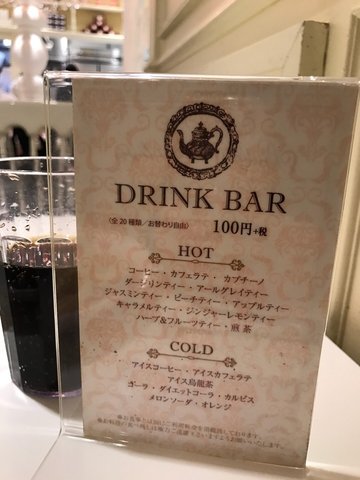 DRINK BAR
〈全20種類/お替わり自由〉 100円+税
HOT
コーヒー・カフェラテ・カプチーノ
ダージリンティー・アールグレイティー
ジャスミンティー・ピーチティー・アップルティー
キャラメルティー・ジンジャーレモンティー
ハーブ&フルーツティー・煎茶
COLD
アイスコーヒー・アイスカフェラテ
アイス烏龍茶
コーラ・ダイエットコーラ・カルピス
メロンソーダ・オレンジ